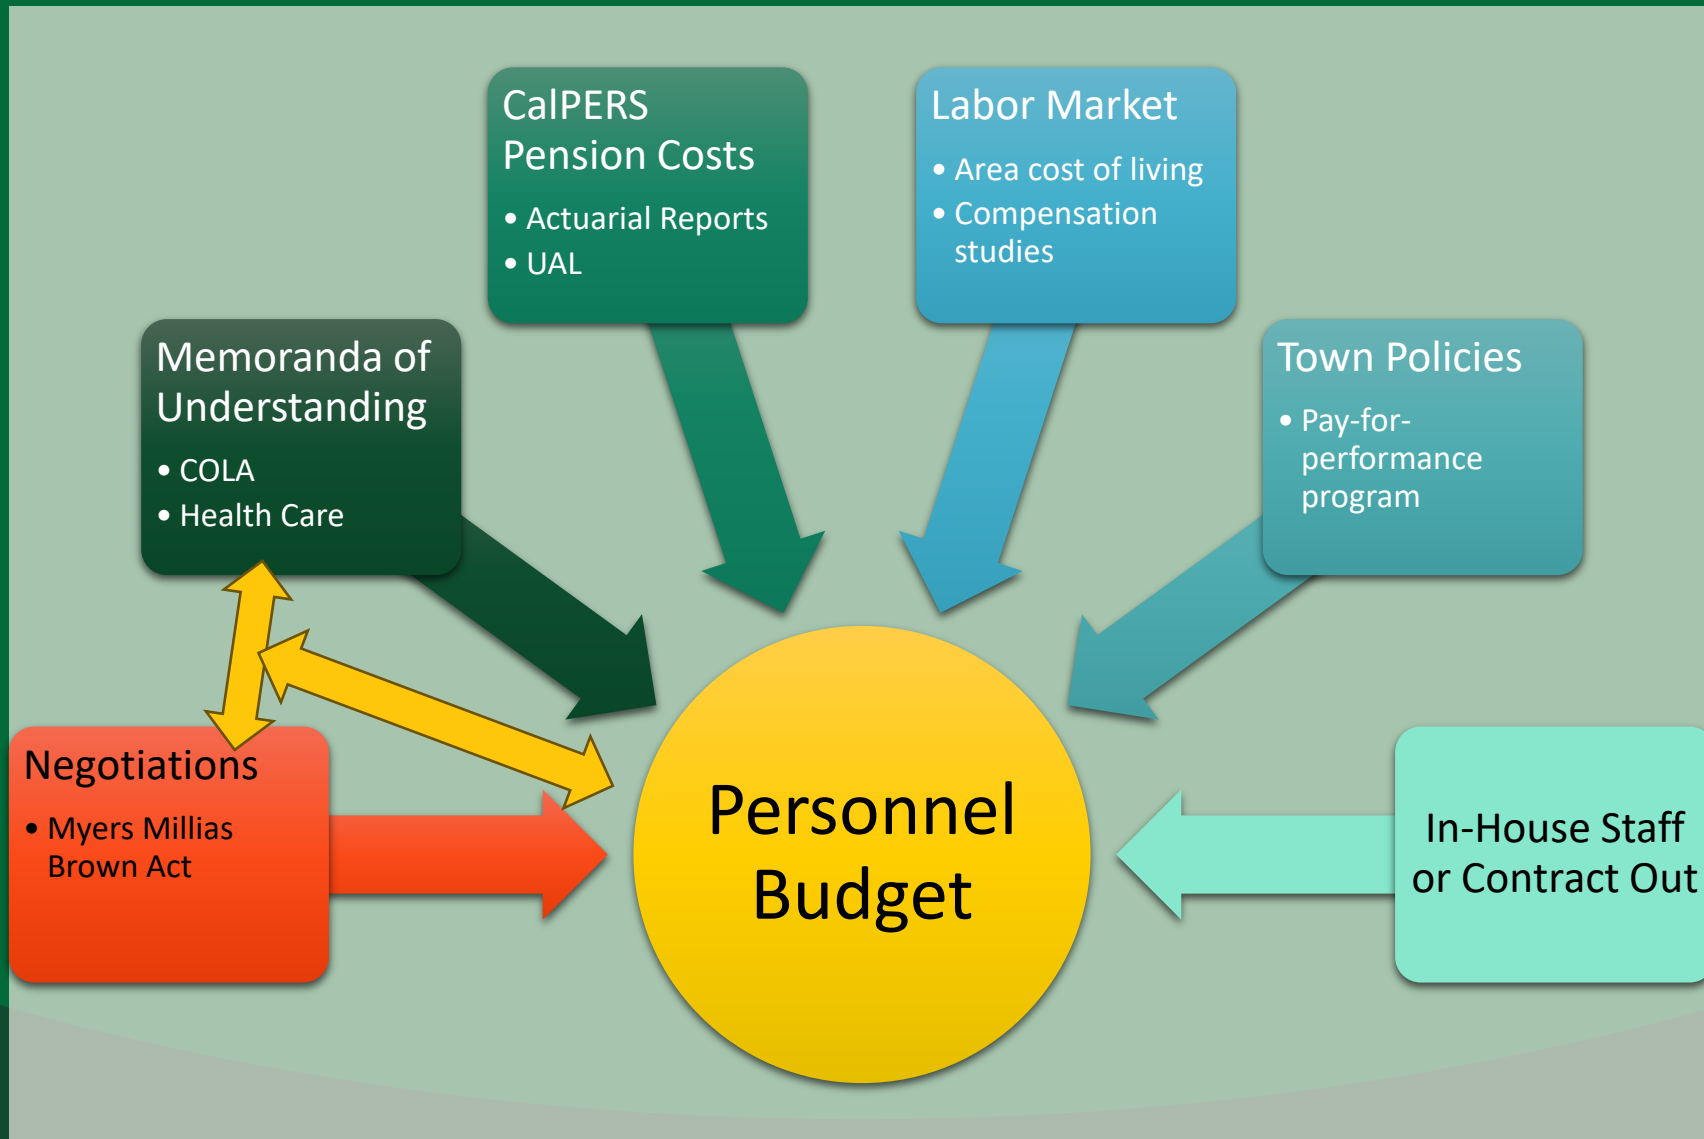 CalPERS
Pension Costs
• Actuarial Reports
• UAL
Labor Market
• Area cost of living
• Compensation
studies
Memoranda of
Understanding
• COLA
• Health Care
Town Policies
• Pay-for-
performance
program
Negotiations
• Myers Millias
Brown Act
Personnel
Budget
In-House Staff
or Contract Out